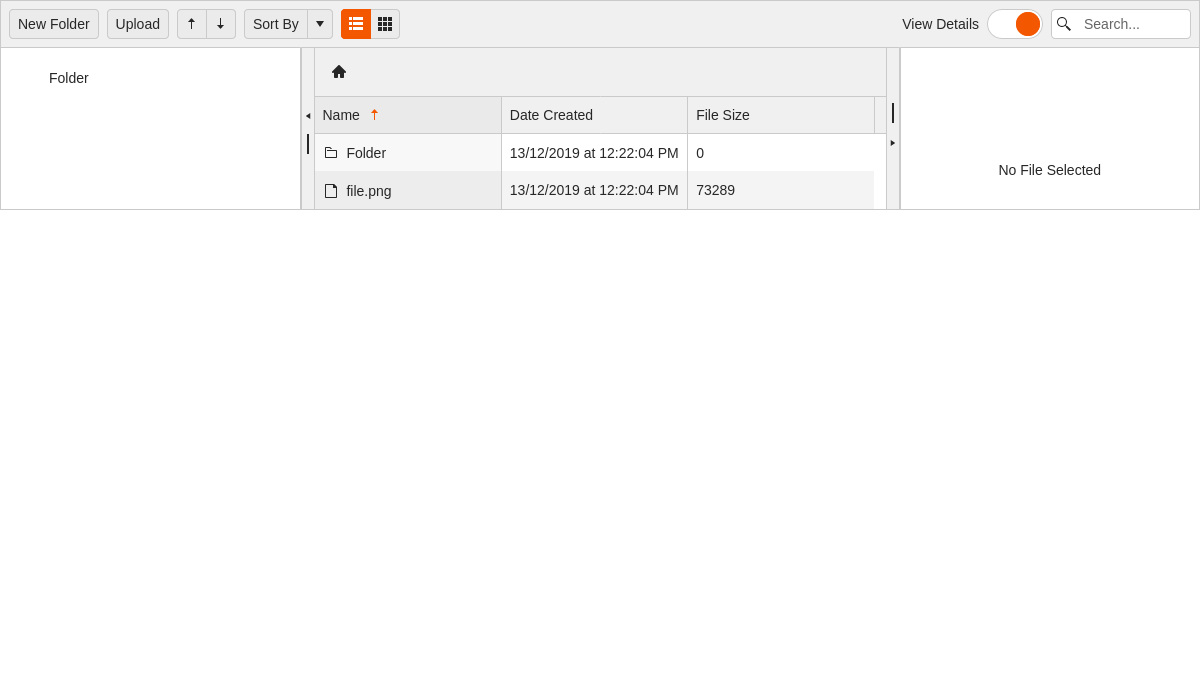 New Folder Upload Sort By View Details Search...
Folder
Name Date Created File Size
Folder 13/12/2019 at 12:22:04 PM 0
file.png 13/12/2019 at 12:22:04 PM 73289
No File Selected